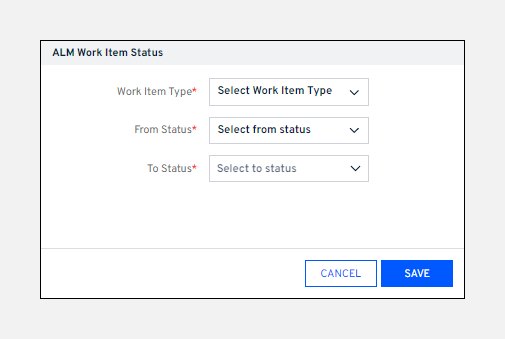 ALM Work Item Status
Work Item Type* Select Work Item Type
From Status* Select from status
To Status* Select to status
CANCEL SAVE